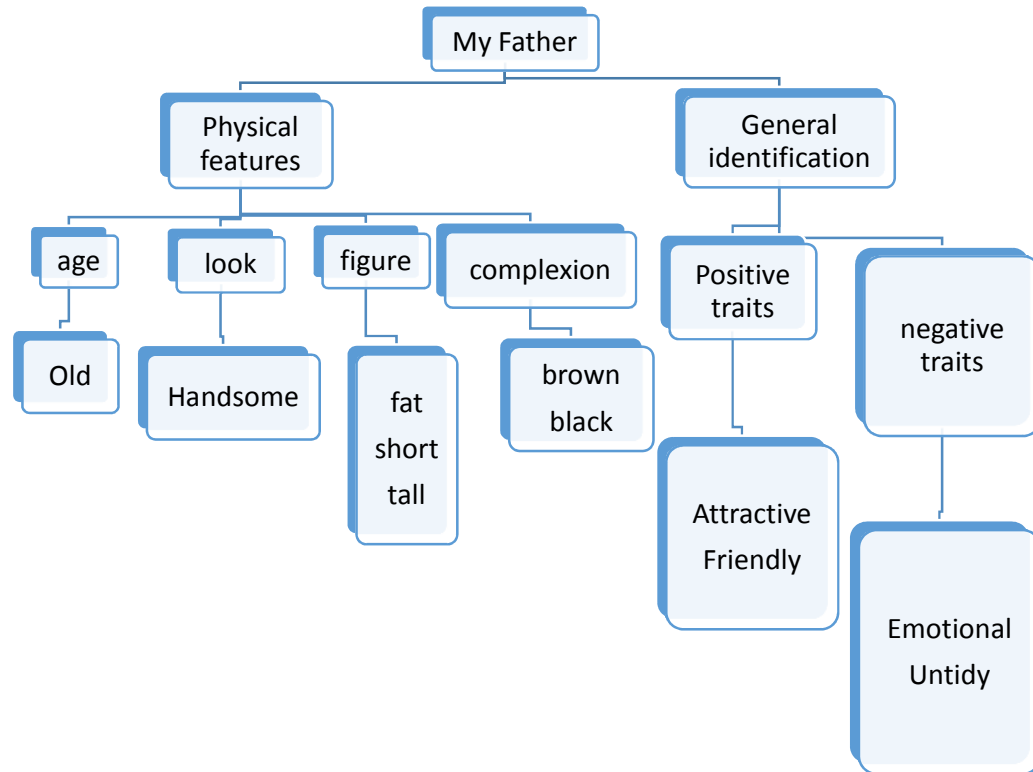 My Father
Physical
features
General
identification
age
look
figure
complexion
Positive
traits
negative
traits
Old
Handsome
fat
short
tall
brown
black
Attractive
Friendly
Emotional
Untidy